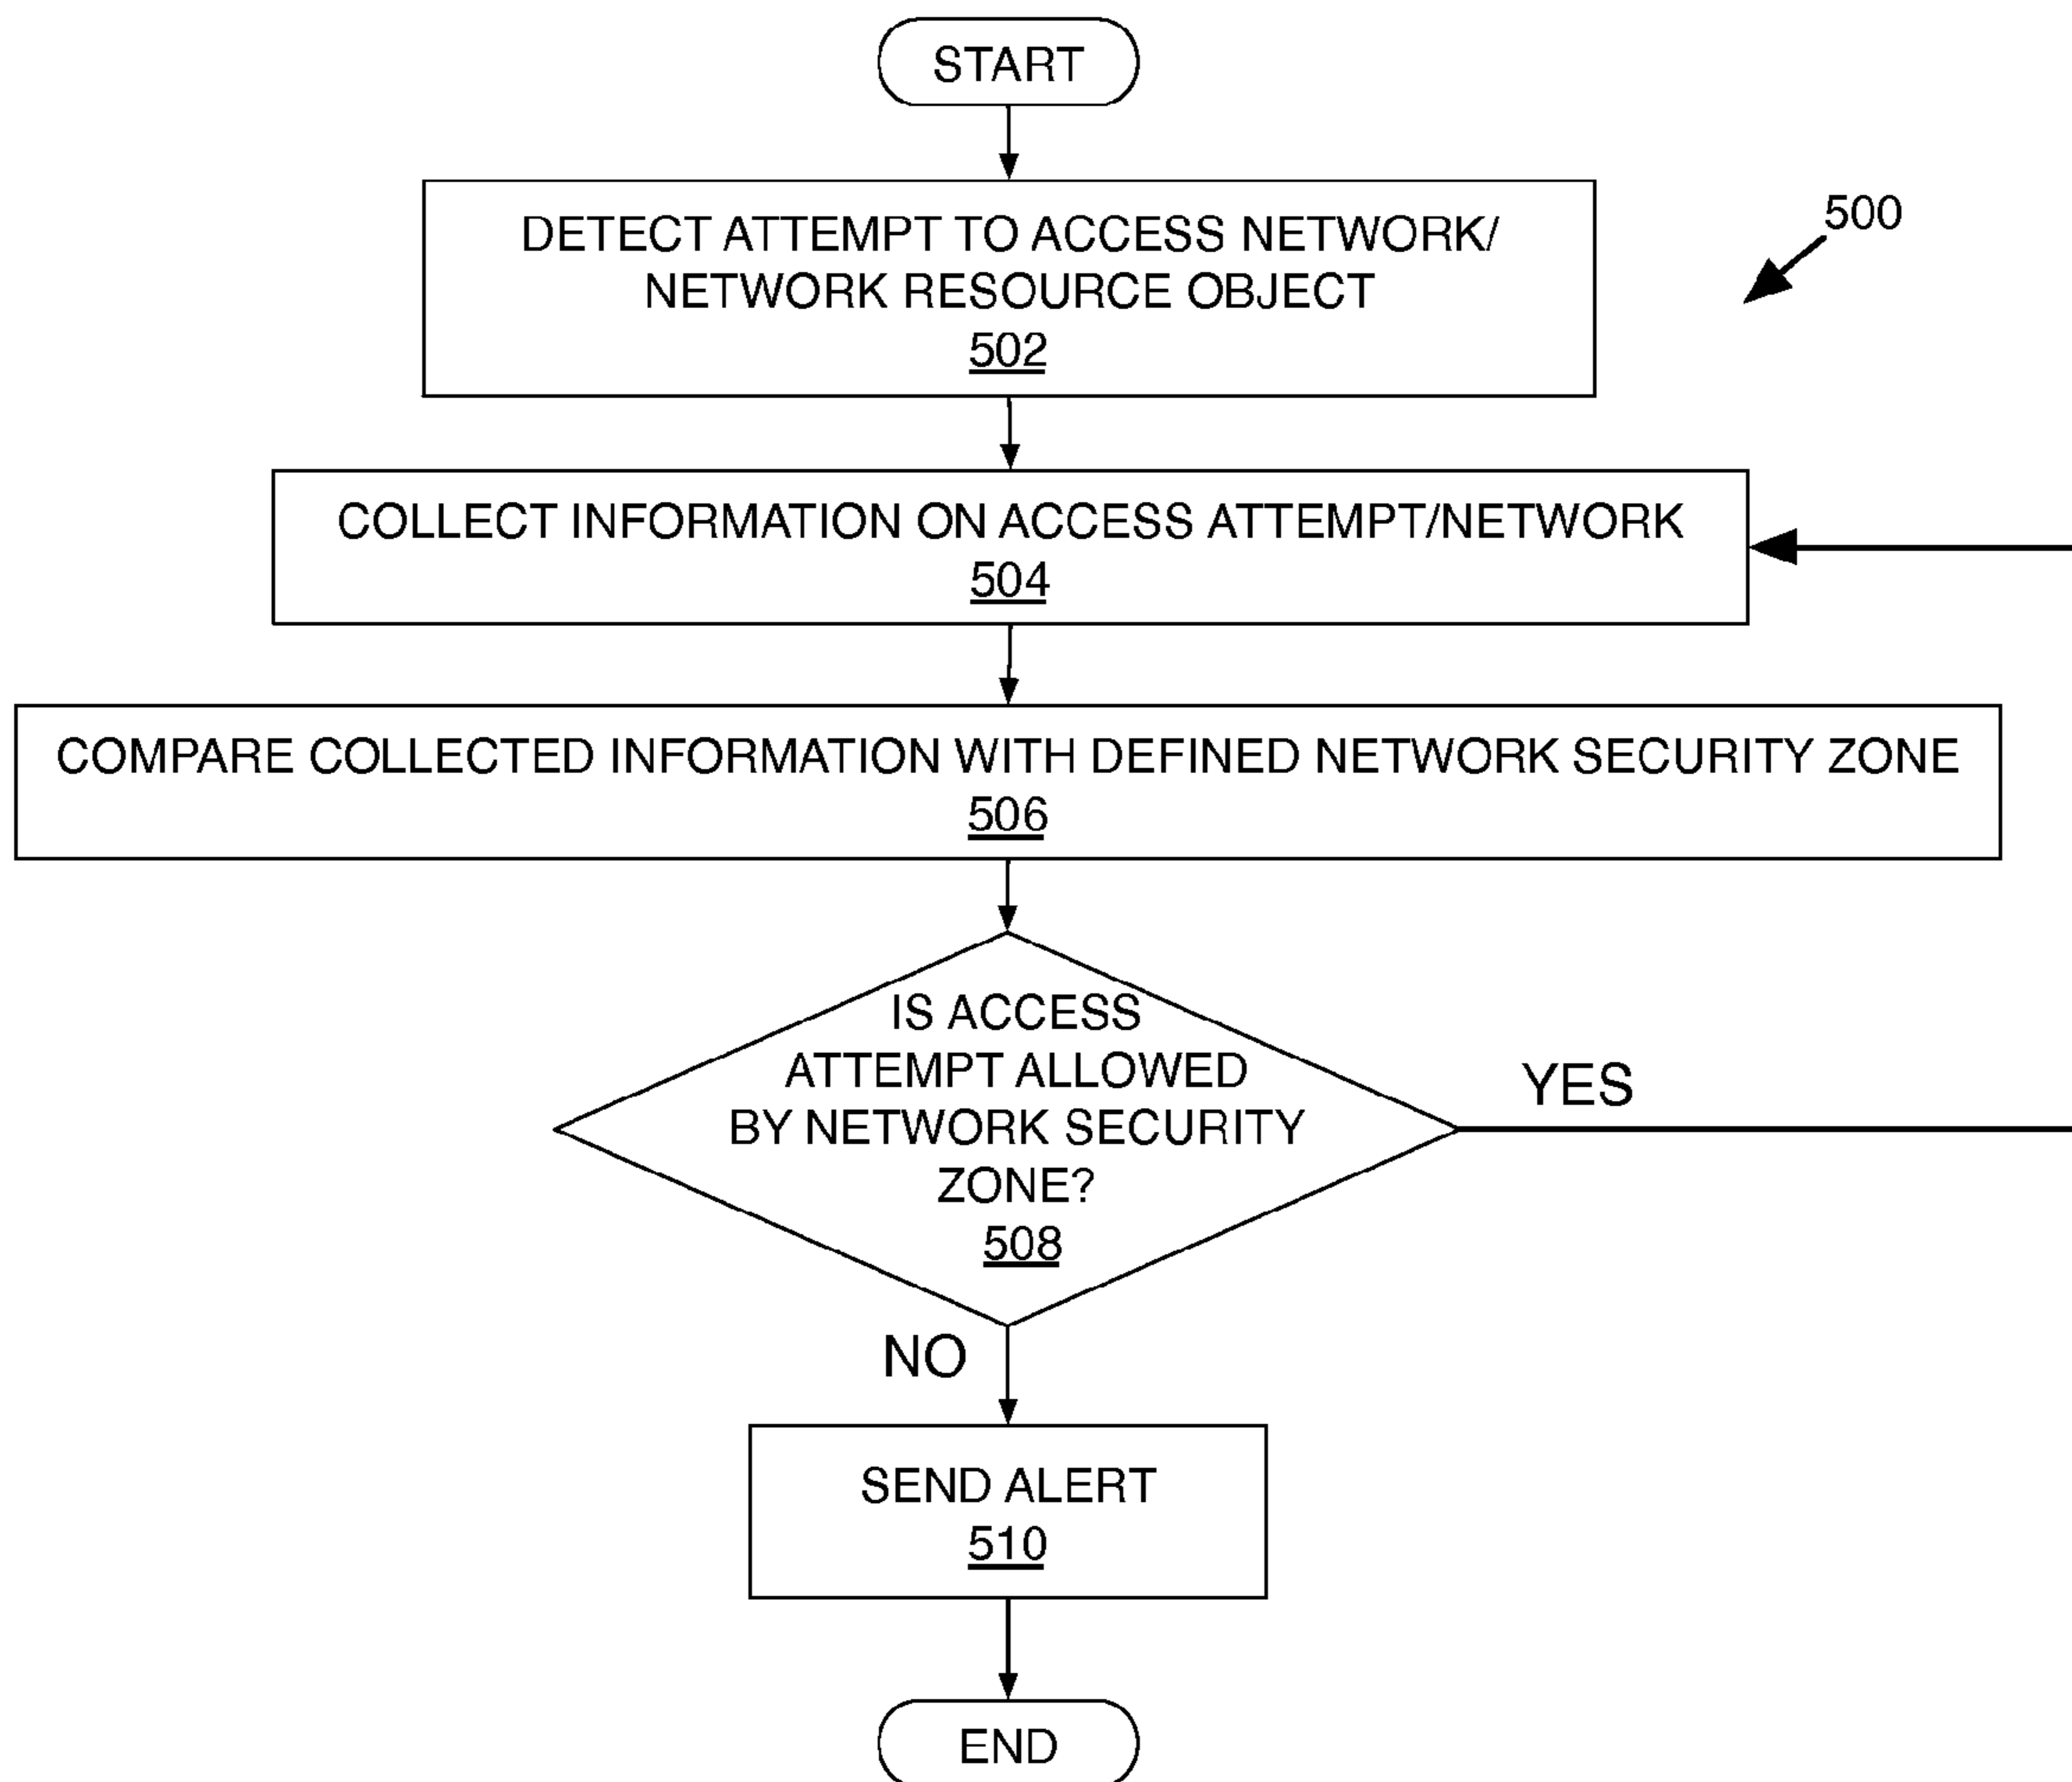 START
DETECT ATTEMPT TO ACCESS NETWORK/
NETWORK RESOURCE OBJECT
502
500
COLLECT INFORMATION ON ACCESS ATTEMPT/NETWORK
504
COMPARE COLLECTED INFORMATION WITH DEFINED NETWORK SECURITY ZONE
506
IS ACCESS
ATTEMPT ALLOWED
BY NETWORK SECURITY
ZONE?
508
YES
NO
SEND ALERT
510
END